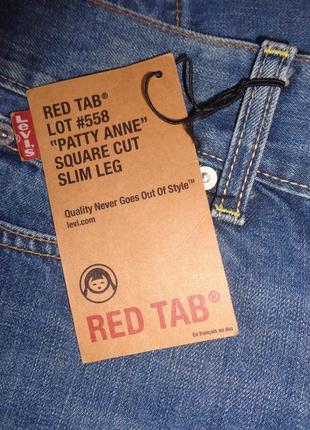 LEVI'S
RED TAB®
LOT #558
"PATTY ANNE"
SQUARE CUT
SLIM LEG
Quality Never Goes Out Of Style™
levi.com
RED TAB®
En français au dos